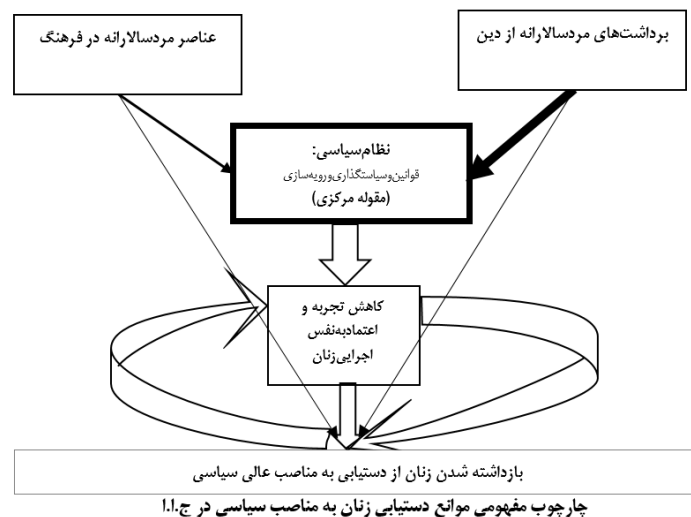 برداشت‌های مردسالارانه از دین
عناصر مردسالارانه در فرهنگ
نظام‌سیاسی:
قوانین‌وسیاستگذاری‌ورویه‌سازی
(مقوله مرکزی)
کاهش تجربه و
اعتمادبه‌نفس
اجرایی‌زنان
بازداشته شدن زنان از دستیابی به مناصب عالی سیاسی
چارچوب مفهومی موانع دستیابی زنان به مناصب سیاسی در ج.ا.ا